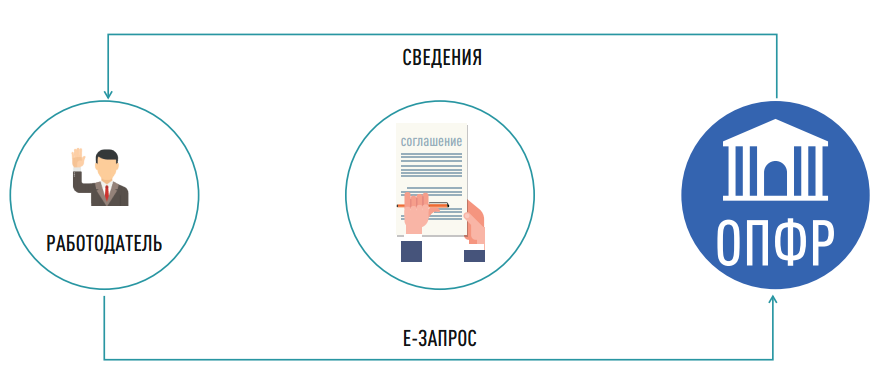 СВЕДЕНИЯ
соглашение
РАБОТОДАТЕЛЬ
ОПФР
Е-ЗАПРОС